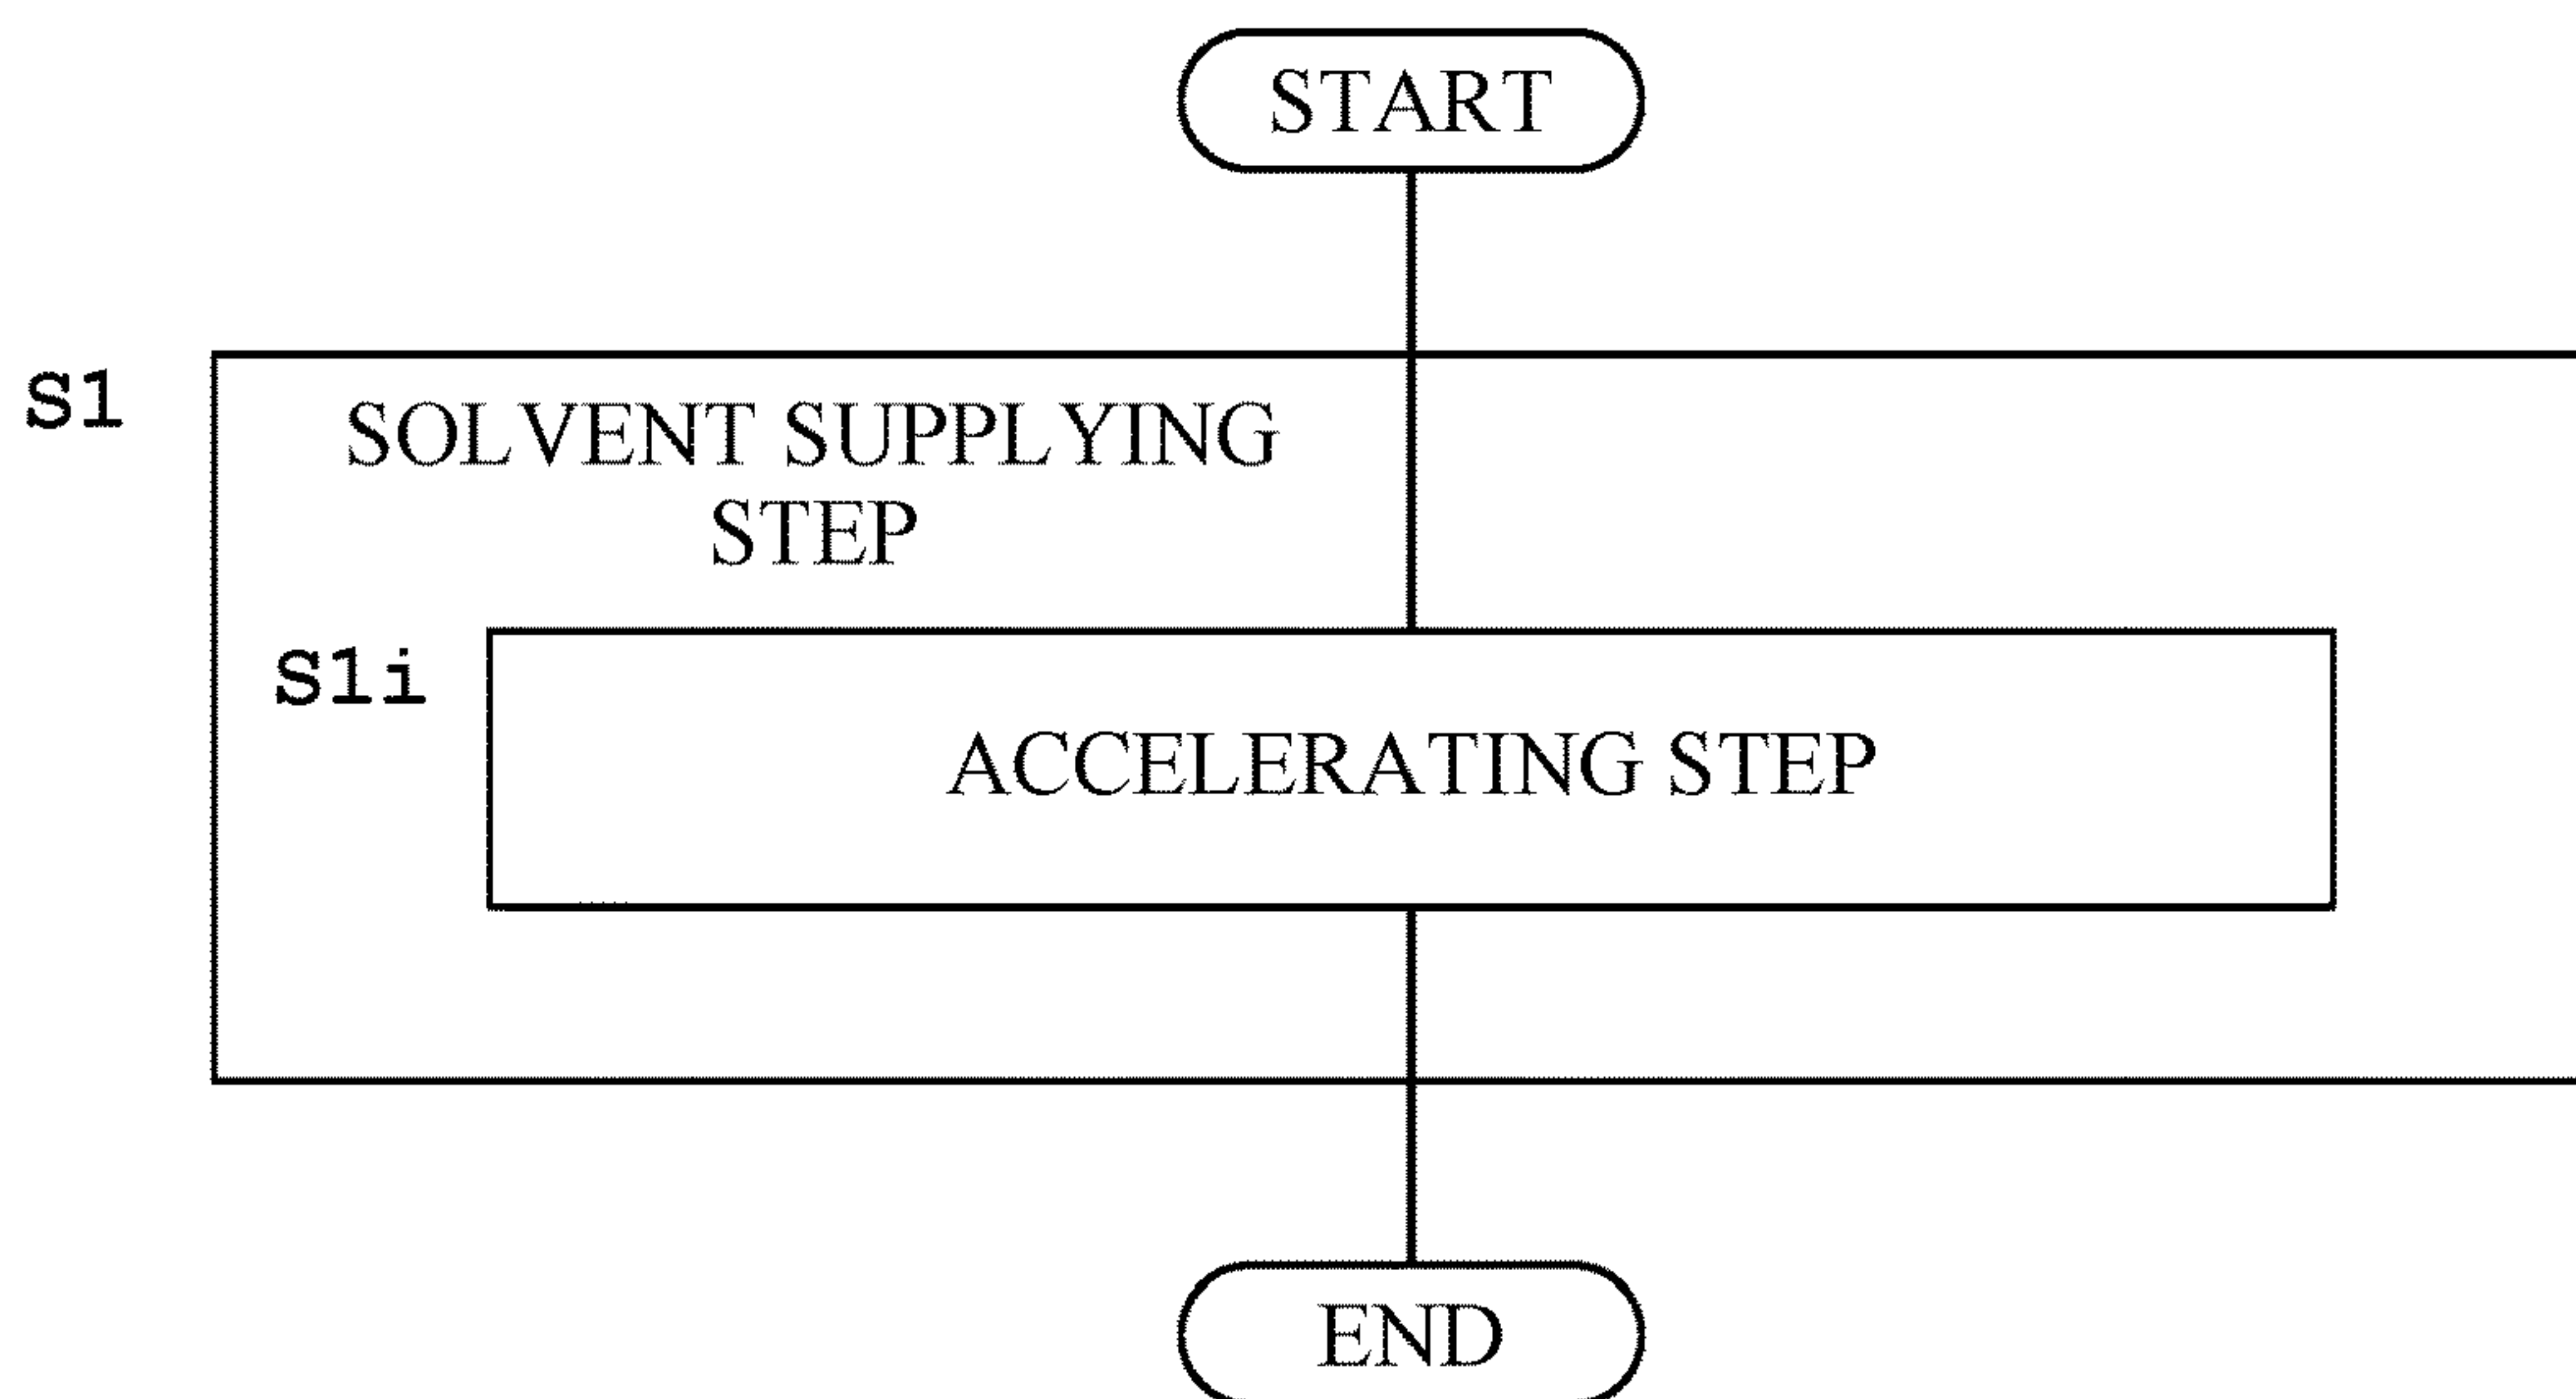 START
S1
SOLVENT SUPPLYING
STEP
S1i
ACCELERATING STEP
END